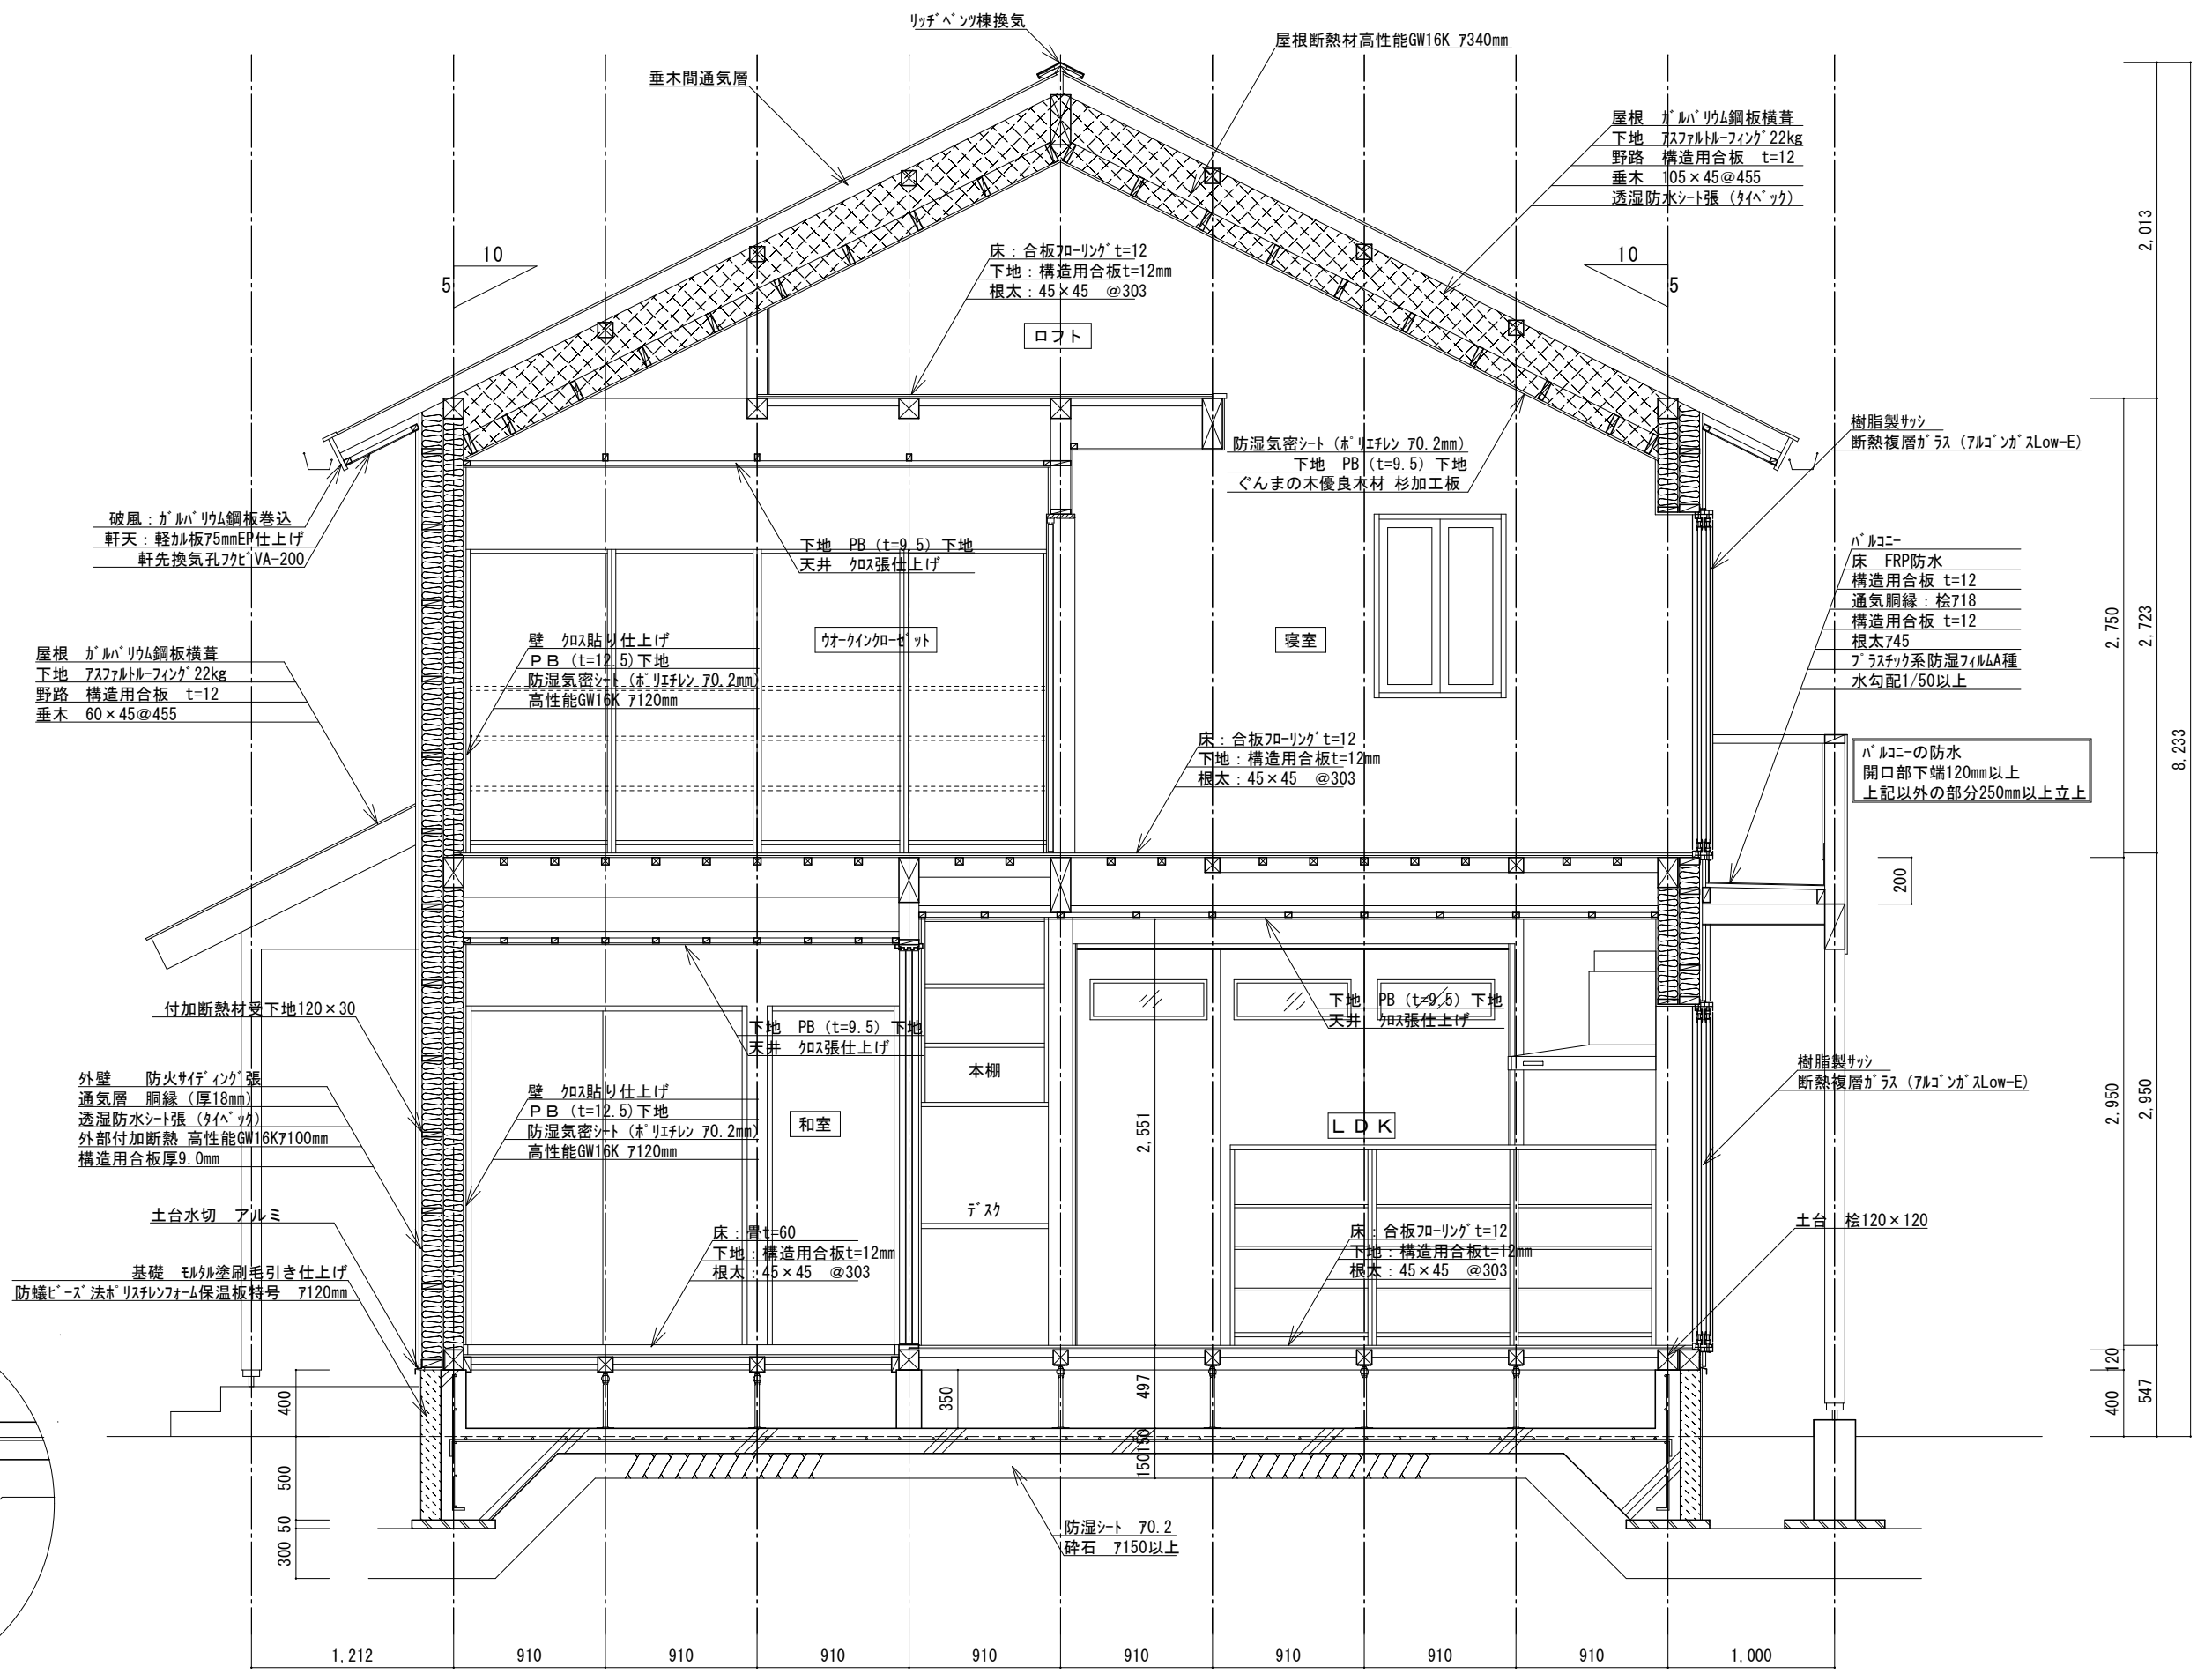 リッヂベンツ棟換気
屋根断熱材高性能GW16K ｱ340mm
垂木間通気層
屋根　ガルバリウム鋼板横葺
下地　アスファルトルーフィング22kg
野路　構造用合板　t=12
垂木　105×45@455
透湿防水シート張（タイベック）
2,013
10
5
10
5
床：合板フローリングt=12
下地：構造用合板t=12mm
根太：45×45　@303
ロフト
樹脂製サッシ
断熱複層ガラス（アルゴンガスLow-E）
防湿気密シート（ポリエチレン ｱ0.2mm）
下地　PB（t=9.5）下地
ぐんまの木優良木材 杉加工板
破風：ガルバリウム鋼板巻込
軒天：軽カル板ｱ5mmEP仕上げ
軒先換気孔フクビVA-200
下地　PB（t=9.5）下地
天井　クロス張仕上げ
バルコニー
床　FRP防水
構造用合板 t=12
通気胴縁：桧ｱ18
構造用合板 t=12
根太ｱ45
プラスチック系防湿フィルムA種
水勾配1/50以上
2,750
2,723
8,233
屋根　ガルバリウム鋼板横葺
下地　アスファルトルーフィング22kg
野路　構造用合板　t=12
垂木　60×45@455
壁　クロス貼り仕上げ
ＰＢ（t=12.5）下地
防湿気密シート（ポリエチレン ｱ0.2mm）
高性能GW16K ｱ120mm
ウオークインクローゼット
寝室
床：合板フローリングt=12
下地：構造用合板t=12mm
根太：45×45　@303
バルコニーの防水
開口部下端120mm以上
上記以外の部分250mm以上立上
200
付加断熱材受下地120×30
下地　PB（t=9.5）下地
天井　クロス張仕上げ
下地　PB（t=9.5）下地
天井　クロス張仕上げ
外壁　　防火サイディング張
通気層　胴縁（厚18mm）
透湿防水シート張（タイベック）
外部付加断熱 高性能GW16Kｱ100mm
構造用合板厚9.0mm
壁　クロス貼り仕上げ
ＰＢ（t=12.5）下地
防湿気密シート（ポリエチレン ｱ0.2mm）
高性能GW16K ｱ120mm
和室
本棚
デスク
2,551
ＬＤＫ
樹脂製サッシ
断熱複層ガラス（アルゴンガスLow-E）
2,950
2,950
土台水切　アルミ
基礎　モルタル塗刷毛引き仕上げ
防蟻ビーズ法ポリスチレンフォーム保温板特号　ｱ120mm
床：畳t=60
下地：構造用合板t=12mm
根太：45×45　@303
床：合板フローリングt=12
下地：構造用合板t=12mm
根太：45×45　@303
土台　桧120×120
400
500
50
300
350
497
150
150
120
400
547
防湿シート　ｱ0.2
砕石　ｱ150以上
1,212
910
910
910
910
910
910
910
910
1,000